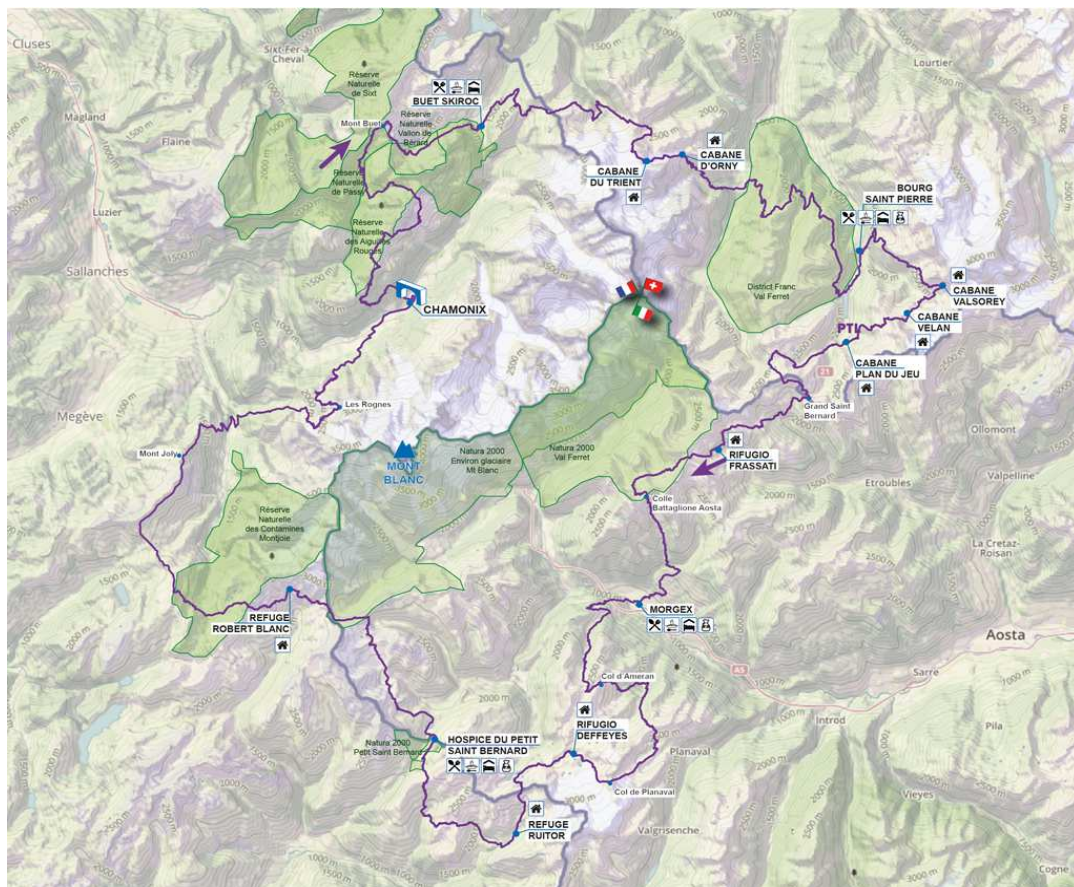 Cluses
Sixt-Fer-à-
Cheval
Lourtier
Réserve
Naturelle
de Sixt
BUET SKIROC
Magland
Mont Buet
Réserve
Naturelle
Vallon de
Bérard
Flaine
CABANE
D'ORNY
CABANE
DU TRIENT
Réserve
Naturelle
de Passy
BOURG
SAINT PIERRE
Luzier
Réserve
Naturelle
des Aiguilles
Rouges
Sallanches
District Franc
Val Ferret
CABANE
VALSOREY
CHAMONIX
CABANE
VELAN
PTL
CABANE
PLAN DU JEU
21
Megève
Les Rognes
Grand Saint
Bernard
Ollomont
Mont Joly
MONT
BLANC
Natura 2000
Environ glaciaire
Mt Blanc
Natura 2000
Val Ferret
RIFUGIO
FRASSATI
Valpelline
Etroubles
Colle
Battaglione Aosta
Réserve
Naturelle
des Contamines
Montjoie
La Cretaz-
Roisan
REFUGE
ROBERT BLANC
MORGEX
Aosta
A5
Sarre
Col d'Ameran
Introd
Pila
RIFUGIO
DEFFEYES
HOSPICE DU PETIT
SAINT BERNARD
Natura 2000
Petit Saint Bernard
Planaval
Col de Planaval
Vieyes
REFUGE
RUITOR
Valgrisenche
Cogne